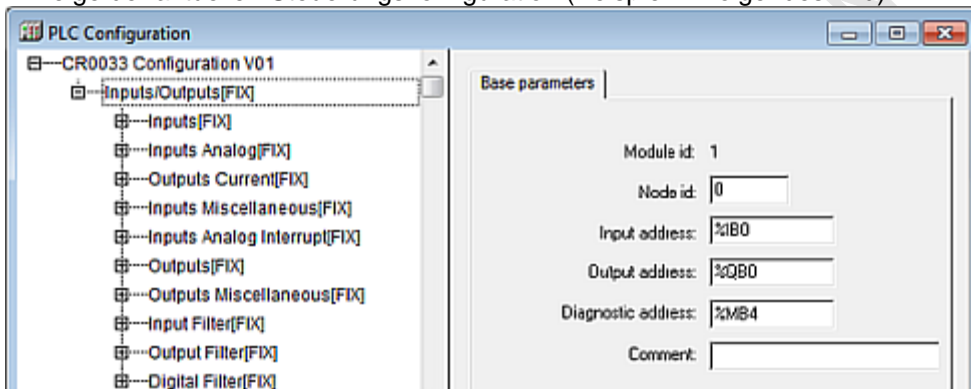 PLC Configuration
CR0033 Configuration V01
Inputs/Outputs[FIX]
Inputs[FIX]
Inputs Analog[FIX]
Outputs Current[FIX]
Inputs Miscellaneous[FIX]
Inputs Analog Interrupt[FIX]
Outputs[FIX]
Outputs Miscellaneous[FIX]
Input Filter[FIX]
Output Filter[FIX]
Digital Filter[FIX]
Base parameters
Module id: 1
Node id: 0
Input address: %IB0
Output address: %QB0
Diagnostic address: %MB4
Comment: